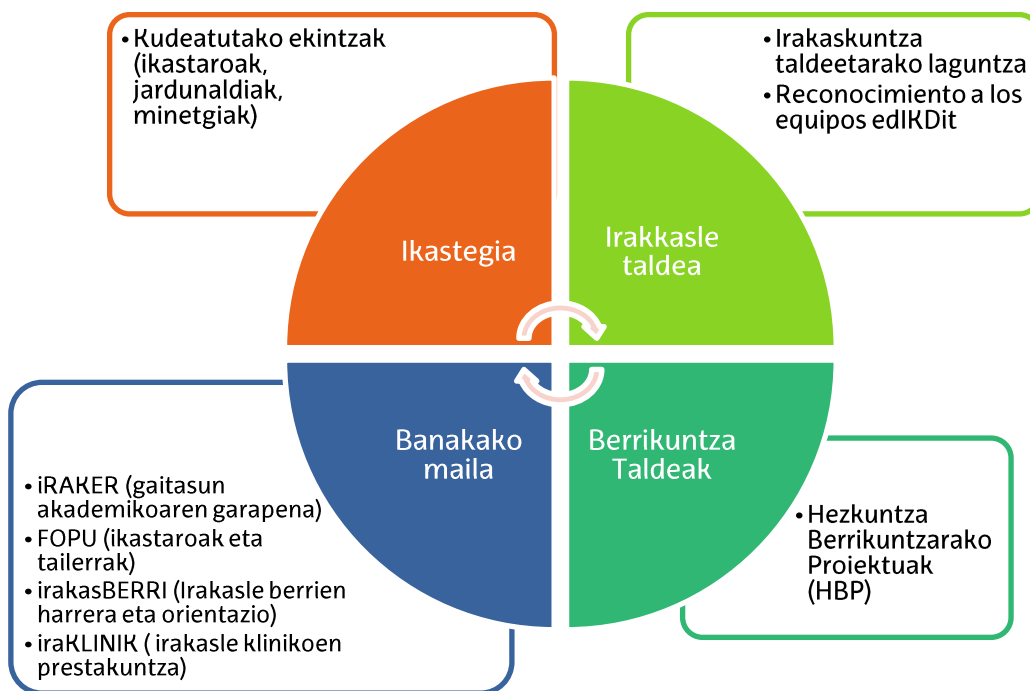 • Kudeatutako ekintzak
(ikastaroak,
jardunaldiak,
minetgiak)
• Irakaskuntza
taldeetarako laguntza
• Reconocimiento a los
equipos edIKDit
Ikastegia
Irakkasle
taldea
Banakako
maila
Berrikuntza
Taldeak
• iRAKER (gaitasun
akademikoaren garapena)
• FOPU (ikastaroak eta
tailerrak)
• irakasBERRI (Irakasle berrien
harrera eta orientazio)
• iraKLINIK ( irakasle klinikoen
prestakuntza)
• Hezkuntza
Berrikuntzarako
Proiektuak
(HBP)